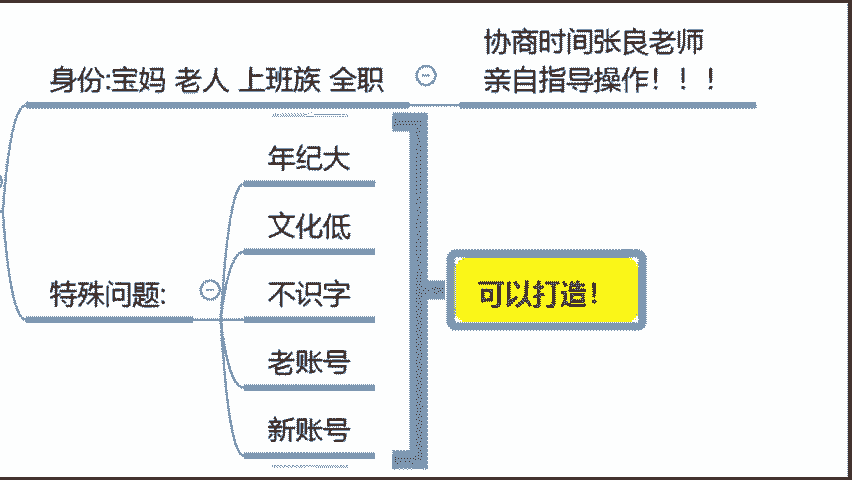 身份:宝妈 老人 上班族 全职
协商时间张良老师
亲自指导操作！！！
特殊问题:
年纪大
文化低
不识字
老账号
新账号
可以打造！